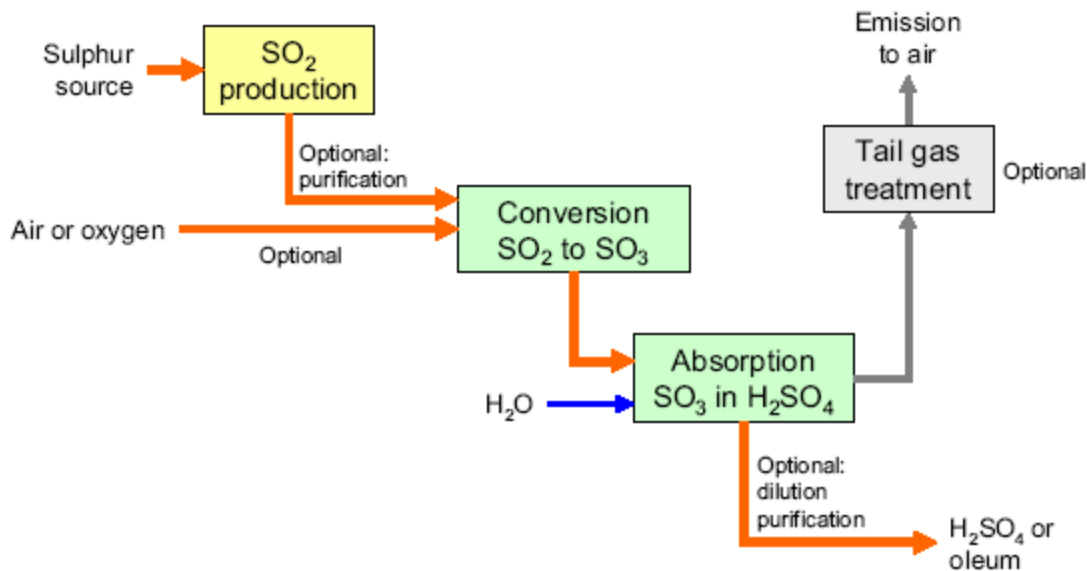 Sulphur
source
SO₂
production
Emission
to air
Tail gas
treatment
Optional
Optional:
purification
Air or oxygen
Optional
Conversion
SO₂ to SO₃
H₂O
Absorption
SO₃ in H₂SO₄
Optional:
dilution
purification
H₂SO₄ or
oleum